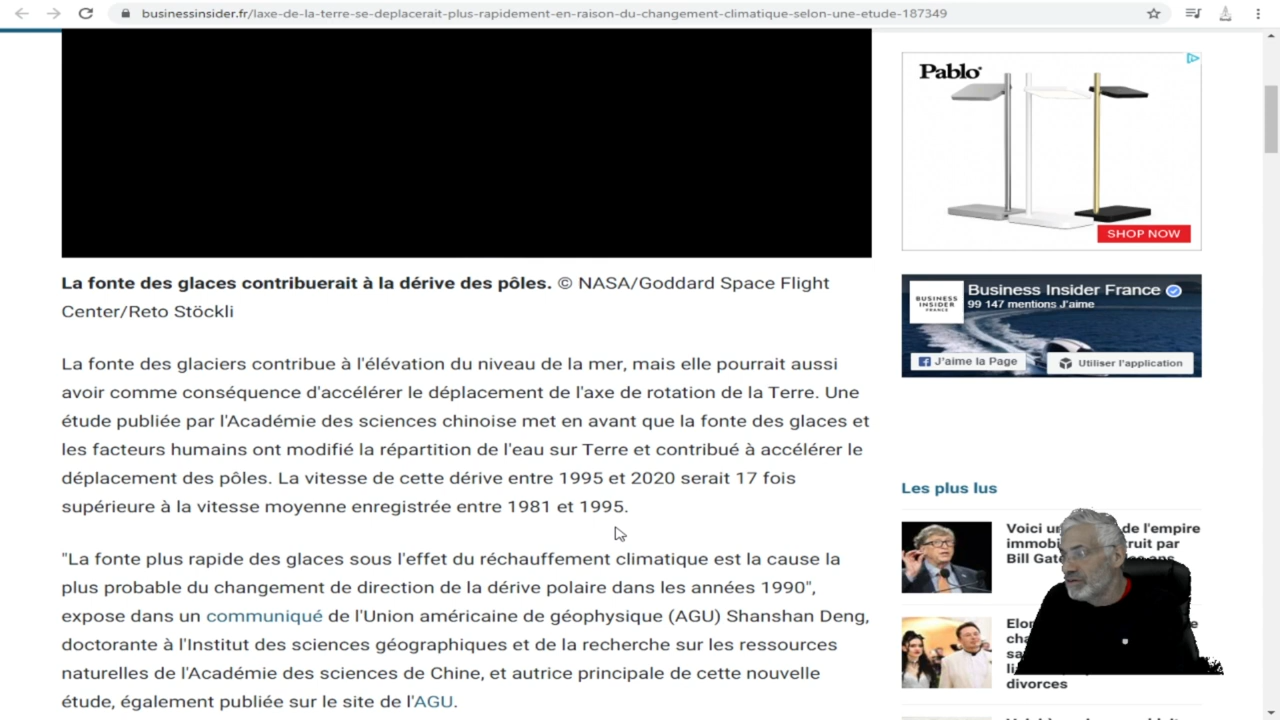 businessinsider.fr/laxe-de-la-terre-se-deplacerait-plus-rapidement-en-raison-du-changement-climatique-selon-une-etude-187349
Pablo
SHOP NOW
La fonte des glaces contribuerait à la dérive des pôles. © NASA/Goddard Space Flight
Center/Reto Stöckli
BUSINESS
INSIDER
FRANCE
Business Insider France
99 147 mentions J'aime
J'aime la Page
Utiliser l'application
La fonte des glaciers contribue à l'élévation du niveau de la mer, mais elle pourrait aussi
avoir comme conséquence d'accélérer le déplacement de l'axe de rotation de la Terre. Une
étude publiée par l'Académie des sciences chinoise met en avant que la fonte des glaces et
les facteurs humains ont modifié la répartition de l'eau sur Terre et contribué à accélérer le
déplacement des pôles. La vitesse de cette dérive entre 1995 et 2020 serait 17 fois
supérieure à la vitesse moyenne enregistrée entre 1981 et 1995.
"La fonte plus rapide des glaces sous l'effet du réchauffement climatique est la cause la
plus probable du changement de direction de la dérive polaire dans les années 1990",
expose dans un communiqué de l'Union américaine de géophysique (AGU) Shanshan Deng,
doctorante à l'Institut des sciences géographiques et de la recherche sur les ressources
naturelles de l'Académie des sciences de Chine, et autrice principale de cette nouvelle
étude, également publiée sur le site de l'AGU.
Les plus lus
Voici de l'empire
immobi truit par
Bill Gat ans
Elon
divorces